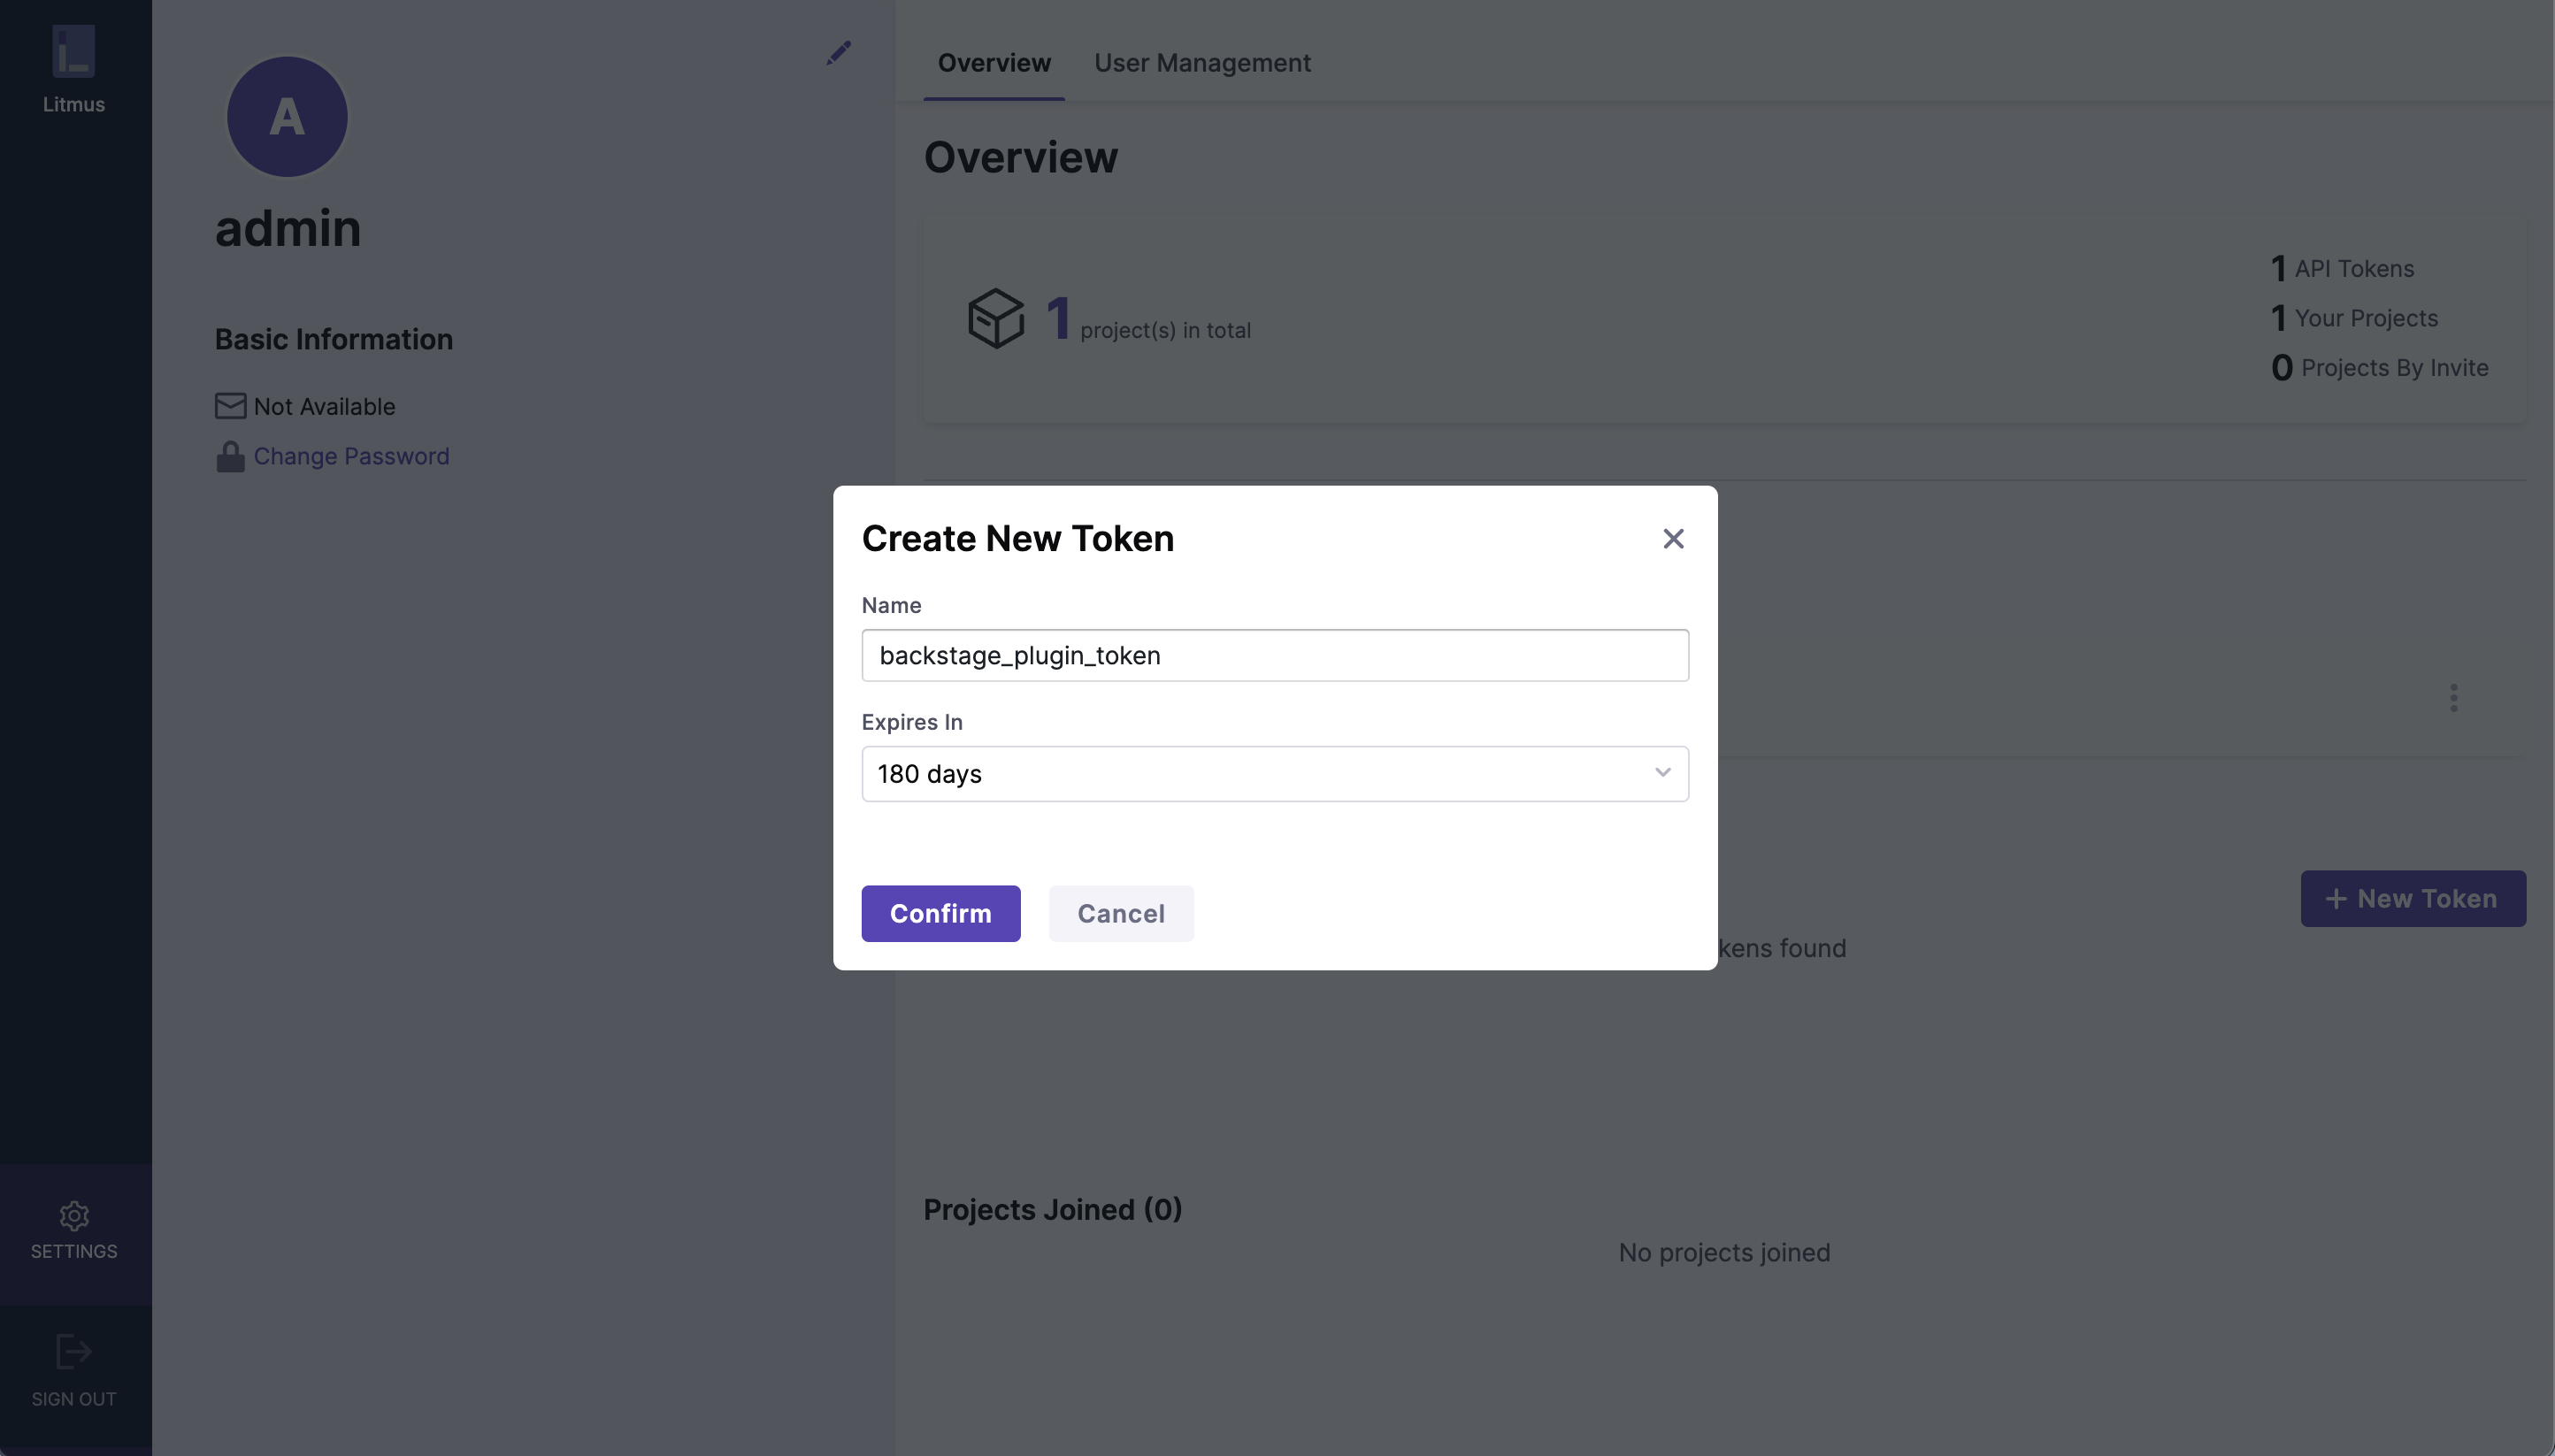 Litmus
A
admin
Basic Information
Not Available
Change Password
SETTINGS
SIGN OUT
Overview User Management
Overview
1 project(s) in total
1 API Tokens
1 Your Projects
0 Projects By Invite
Create New Token
Name
backstage_plugin_token
Expires In
180 days
Confirm Cancel
+ New Token
kens found
Projects Joined (0)
No projects joined